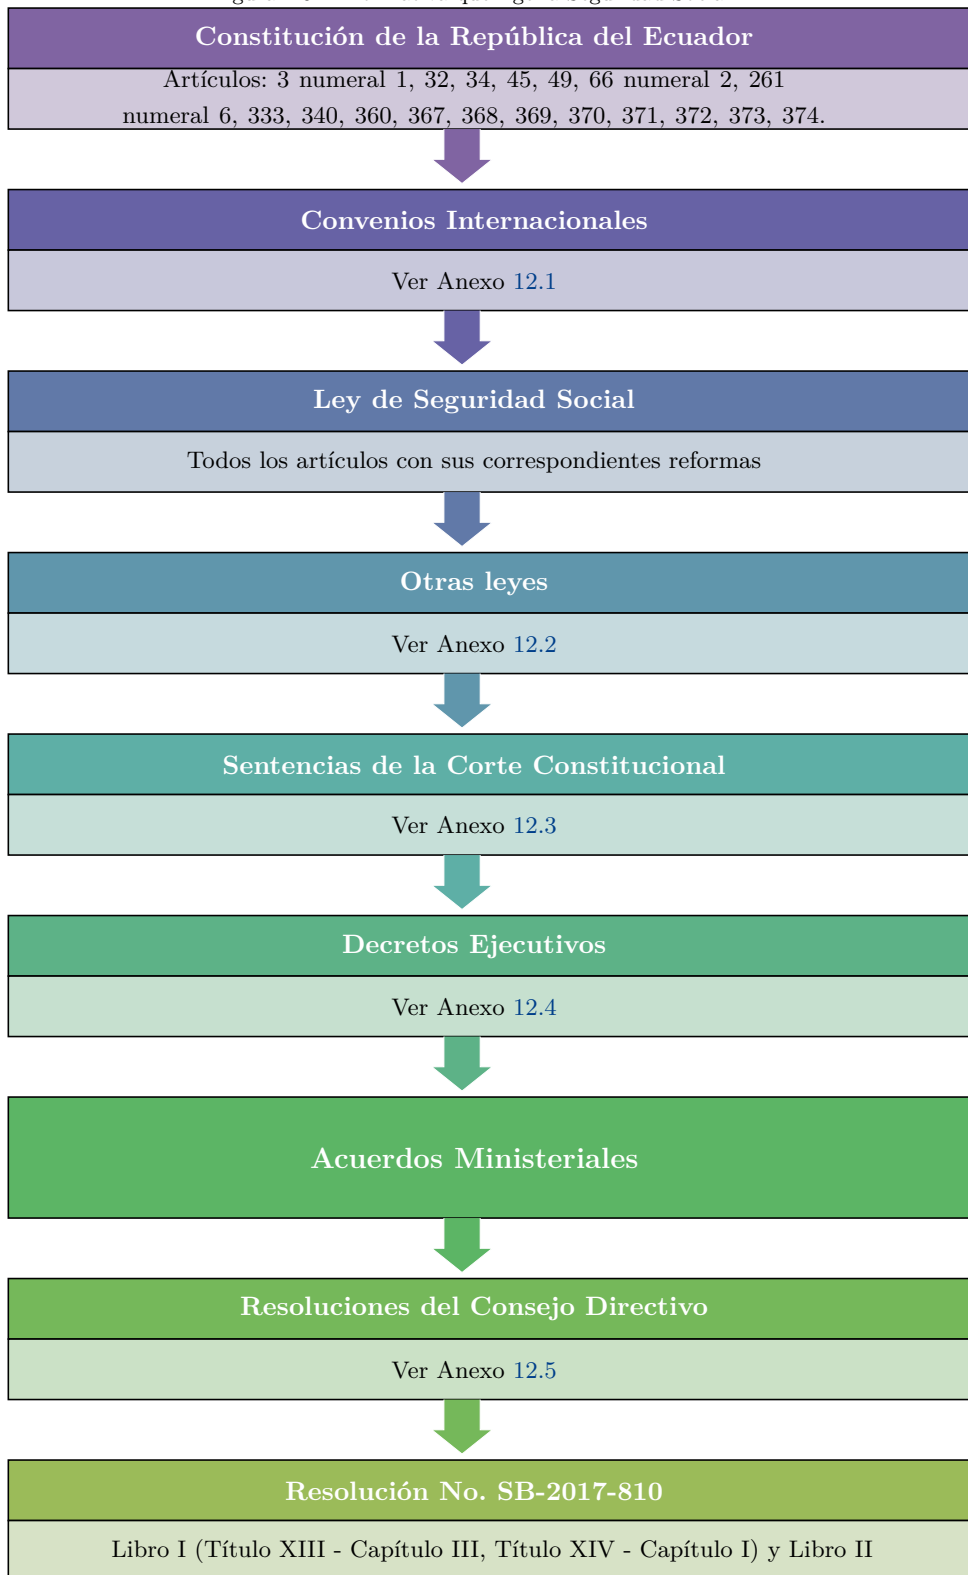 Constitución de la República del Ecuador
Artículos: 3 numeral 1, 32, 34, 45, 49, 66 numeral 2, 261
numeral 6, 333, 340, 360, 367, 368, 369, 370, 371, 372, 373, 374.
Convenios Internacionales
Ver Anexo 12.1
Ley de Seguridad Social
Todos los artículos con sus correspondientes reformas
Otras leyes
Ver Anexo 12.2
Sentencias de la Corte Constitucional
Ver Anexo 12.3
Decretos Ejecutivos
Ver Anexo 12.4
Acuerdos Ministeriales
Resoluciones del Consejo Directivo
Ver Anexo 12.5
Resolución No. SB-2017-810
Libro I (Título XIII - Capítulo III, Título XIV - Capítulo I) y Libro II